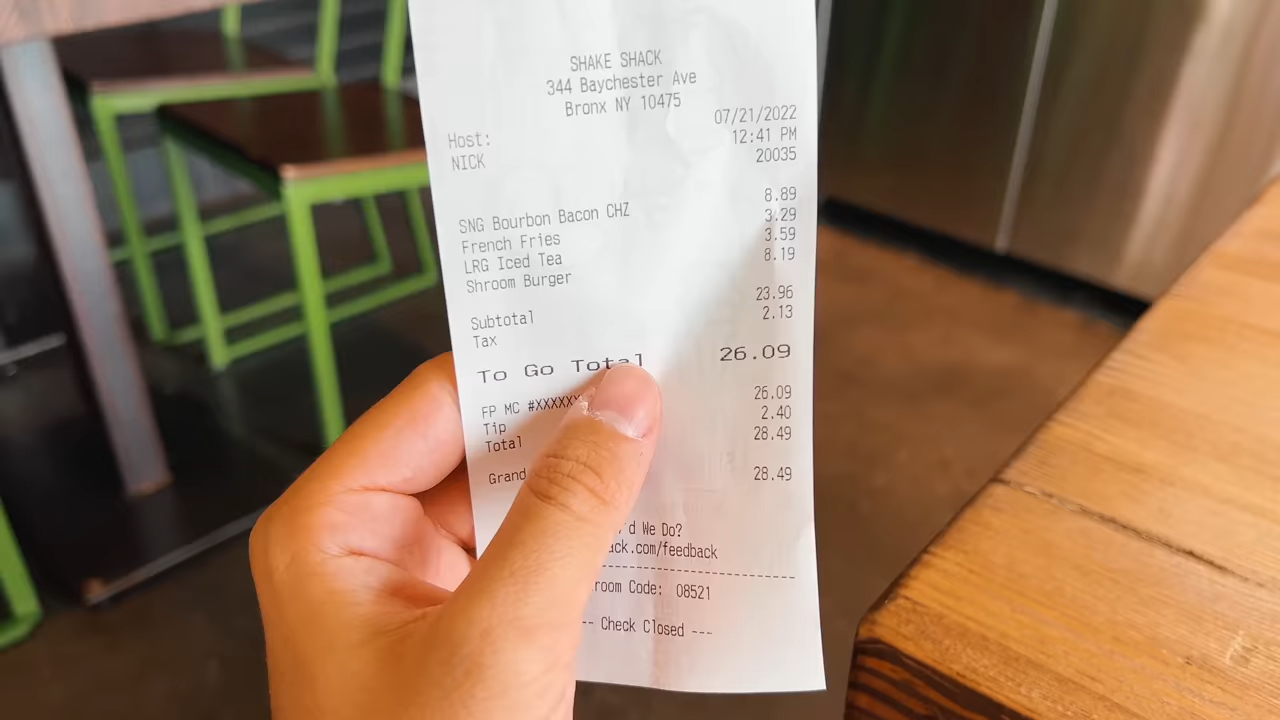 SHAKE SHACK
344 Baychester Ave
Bronx NY 10475
07/21/2022
Host: 12:41 PM
NICK 20035
SNG Bourbon Bacon CHZ 8.89
French Fries 3.29
LRG Iced Tea 3.59
Shroom Burger 8.19
Subtotal 23.96
Tax 2.13
To Go Total 26.09
FP MC #XXXXXX 26.09
Tip 2.40
Total 28.49
Grand 28.49
'd We Do?
ack.com/feedback
room Code: 08521
-- Check Closed ---